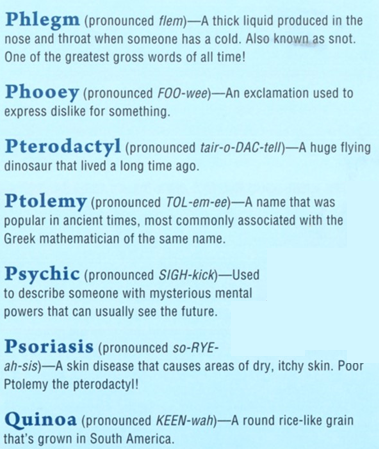 Phlegm (pronounced flem)—A thick liquid produced in the
nose and throat when someone has a cold. Also known as snot.
One of the greatest gross words of all time!
Phooey (pronounced FOO-wee)—An exclamation used to
express dislike for something.
Pterodactyl (pronounced tair-o-DAC-tell)—A huge flying
dinosaur that lived a long time ago.
Ptolemy (pronounced TOL-em-ee)—A name that was
popular in ancient times, most commonly associated with the
Greek mathematician of the same name.
Psychic (pronounced SIGH-kick)—Used
to describe someone with mysterious mental
powers that can usually see the future.
Psoriasis (pronounced so-RYE-
ah-sis)—A skin disease that causes areas of dry, itchy skin. Poor
Ptolemy the pterodactyl!
Quinoa (pronounced KEEN-wah)—A round rice-like grain
that's grown in South America.